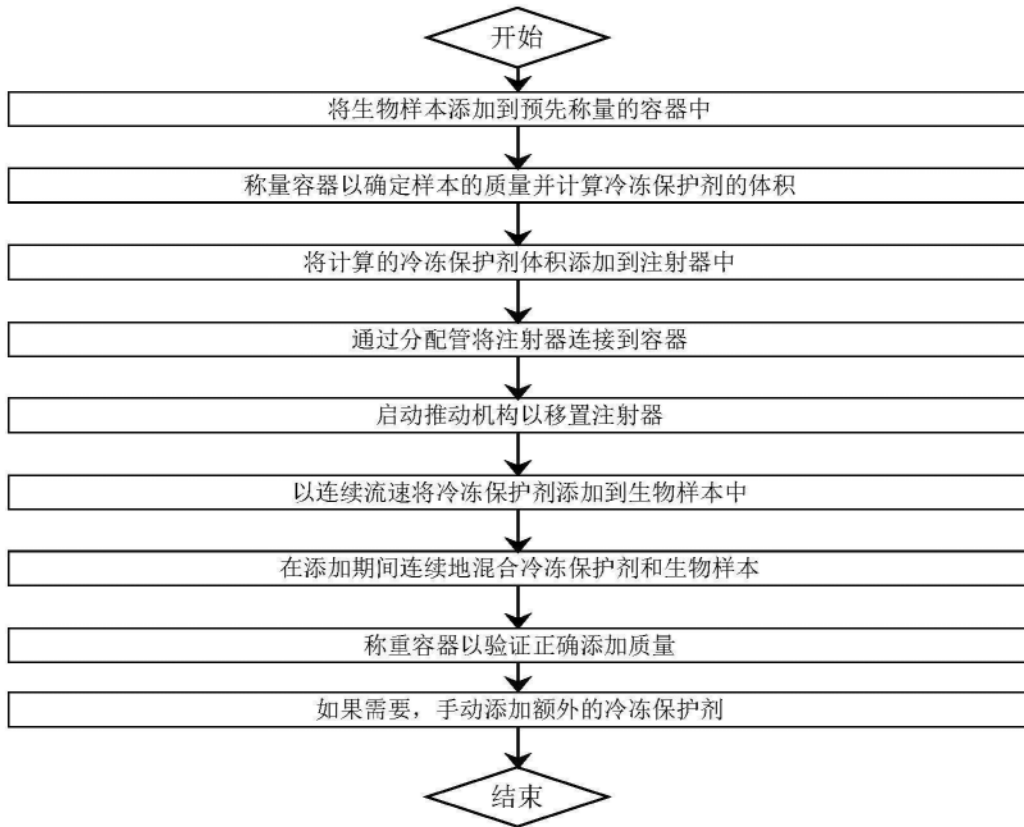 开始
将生物样本添加到预先称量的容器中
称量容器以确定样本的质量并计算冷冻保护剂的体积
将计算的冷冻保护剂体积添加到注射器中
通过分配管将注射器连接到容器
启动推动机构以移置注射器
以连续流速将冷冻保护剂添加到生物样本中
在添加期间连续地混合冷冻保护剂和生物样本
称重容器以验证正确添加质量
如果需要，手动添加额外的冷冻保护剂
结束